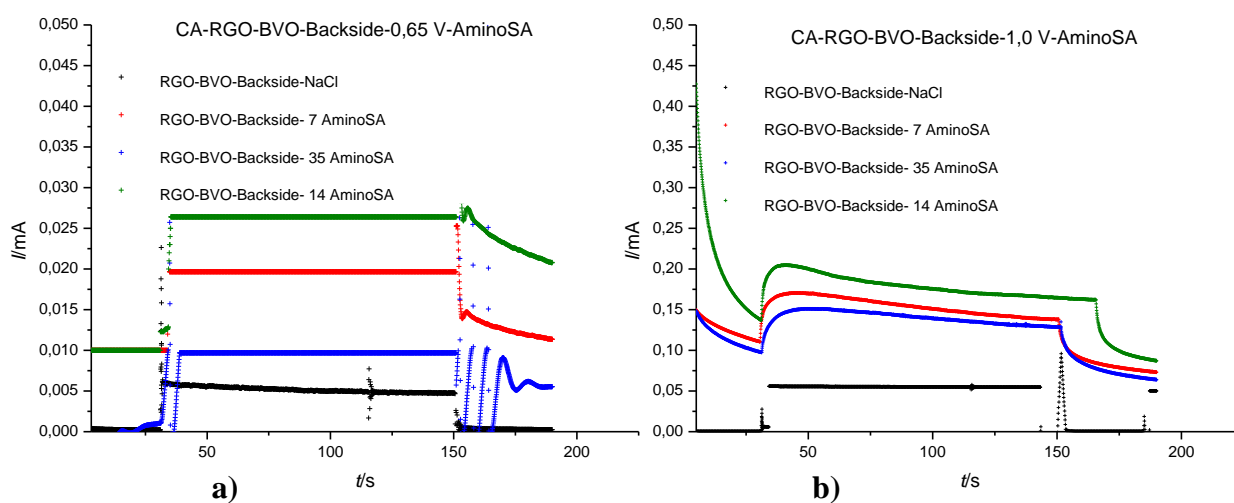 CA-RGO-BVO-Backside-0,65 V-AminoSA
RGO-BVO-Backside-NaCl
RGO-BVO-Backside- 7 AminoSA
RGO-BVO-Backside- 35 AminoSA
RGO-BVO-Backside- 14 AminoSA
0,050
0,045
0,040
0,035
0,030
0,025
0,020
0,015
0,010
0,005
0,000
I/mA
50
100
150
200
t/s
a)
CA-RGO-BVO-Backside-1,0 V-AminoSA
RGO-BVO-Backside-NaCl
RGO-BVO-Backside- 7 AminoSA
RGO-BVO-Backside- 35 AminoSA
RGO-BVO-Backside- 14 AminoSA
0,50
0,45
0,40
0,35
0,30
0,25
0,20
0,15
0,10
0,05
0,00
I/mA
50
100
150
200
t/s
b)